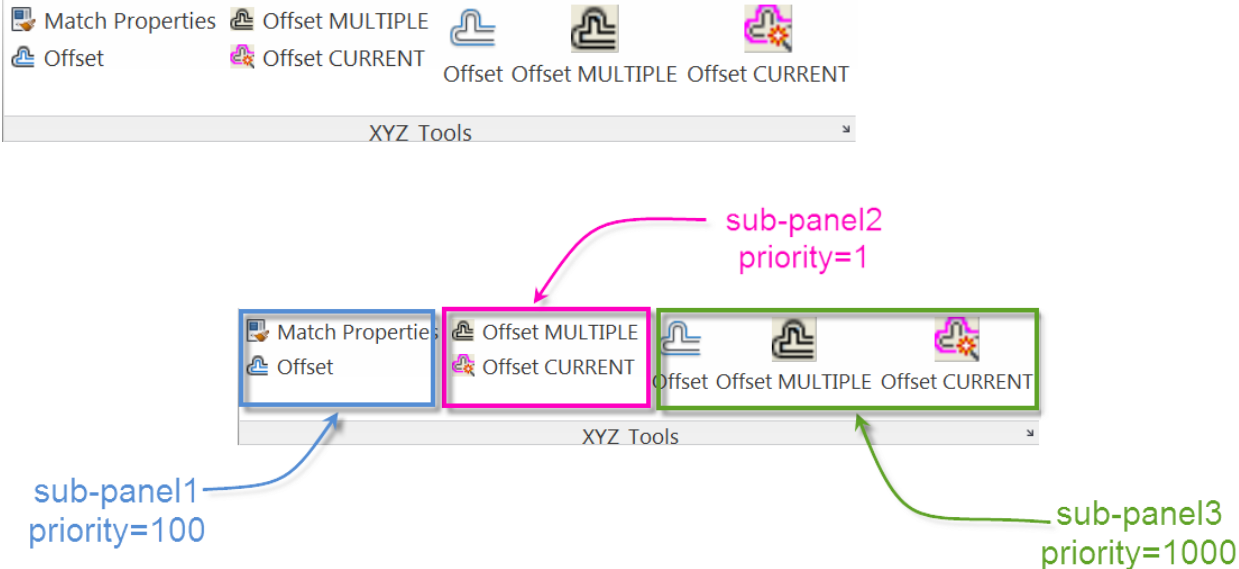 Match Properties Offset MULTIPLE
Offset Offset CURRENT
Offset Offset MULTIPLE Offset CURRENT
XYZ Tools
sub-panel2
priority=1
Match Properties Offset MULTIPLE
Offset Offset CURRENT
Offset Offset MULTIPLE Offset CURRENT
XYZ Tools
sub-panel1
priority=100
sub-panel3
priority=1000